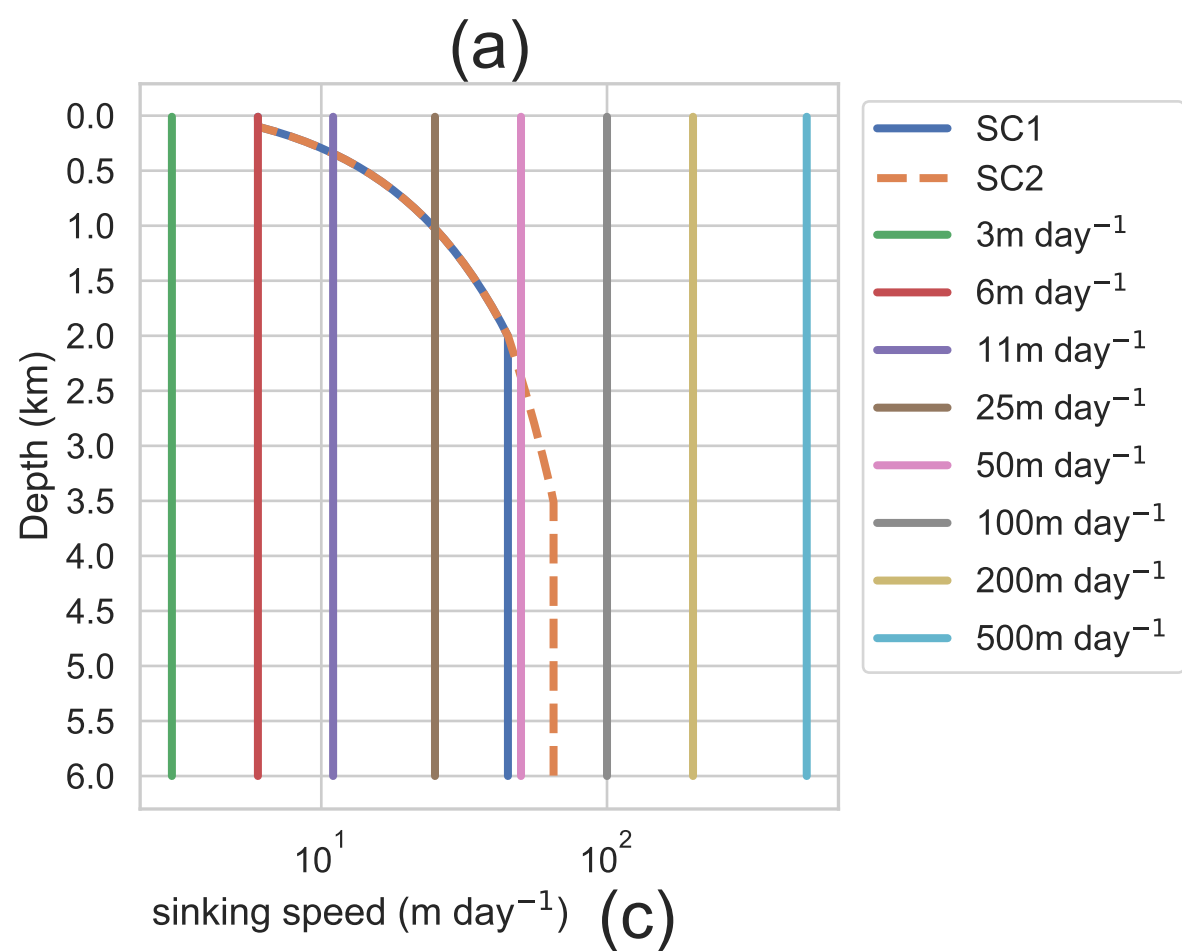 (a)
0.0
0.5
1.0
1.5
2.0
2.5
3.0
3.5
4.0
4.5
5.0
5.5
6.0
Depth (km)
10¹
10²
sinking speed (m day⁻¹)
(c)
SC1
SC2
3m day⁻¹
6m day⁻¹
11m day⁻¹
25m day⁻¹
50m day⁻¹
100m day⁻¹
200m day⁻¹
500m day⁻¹